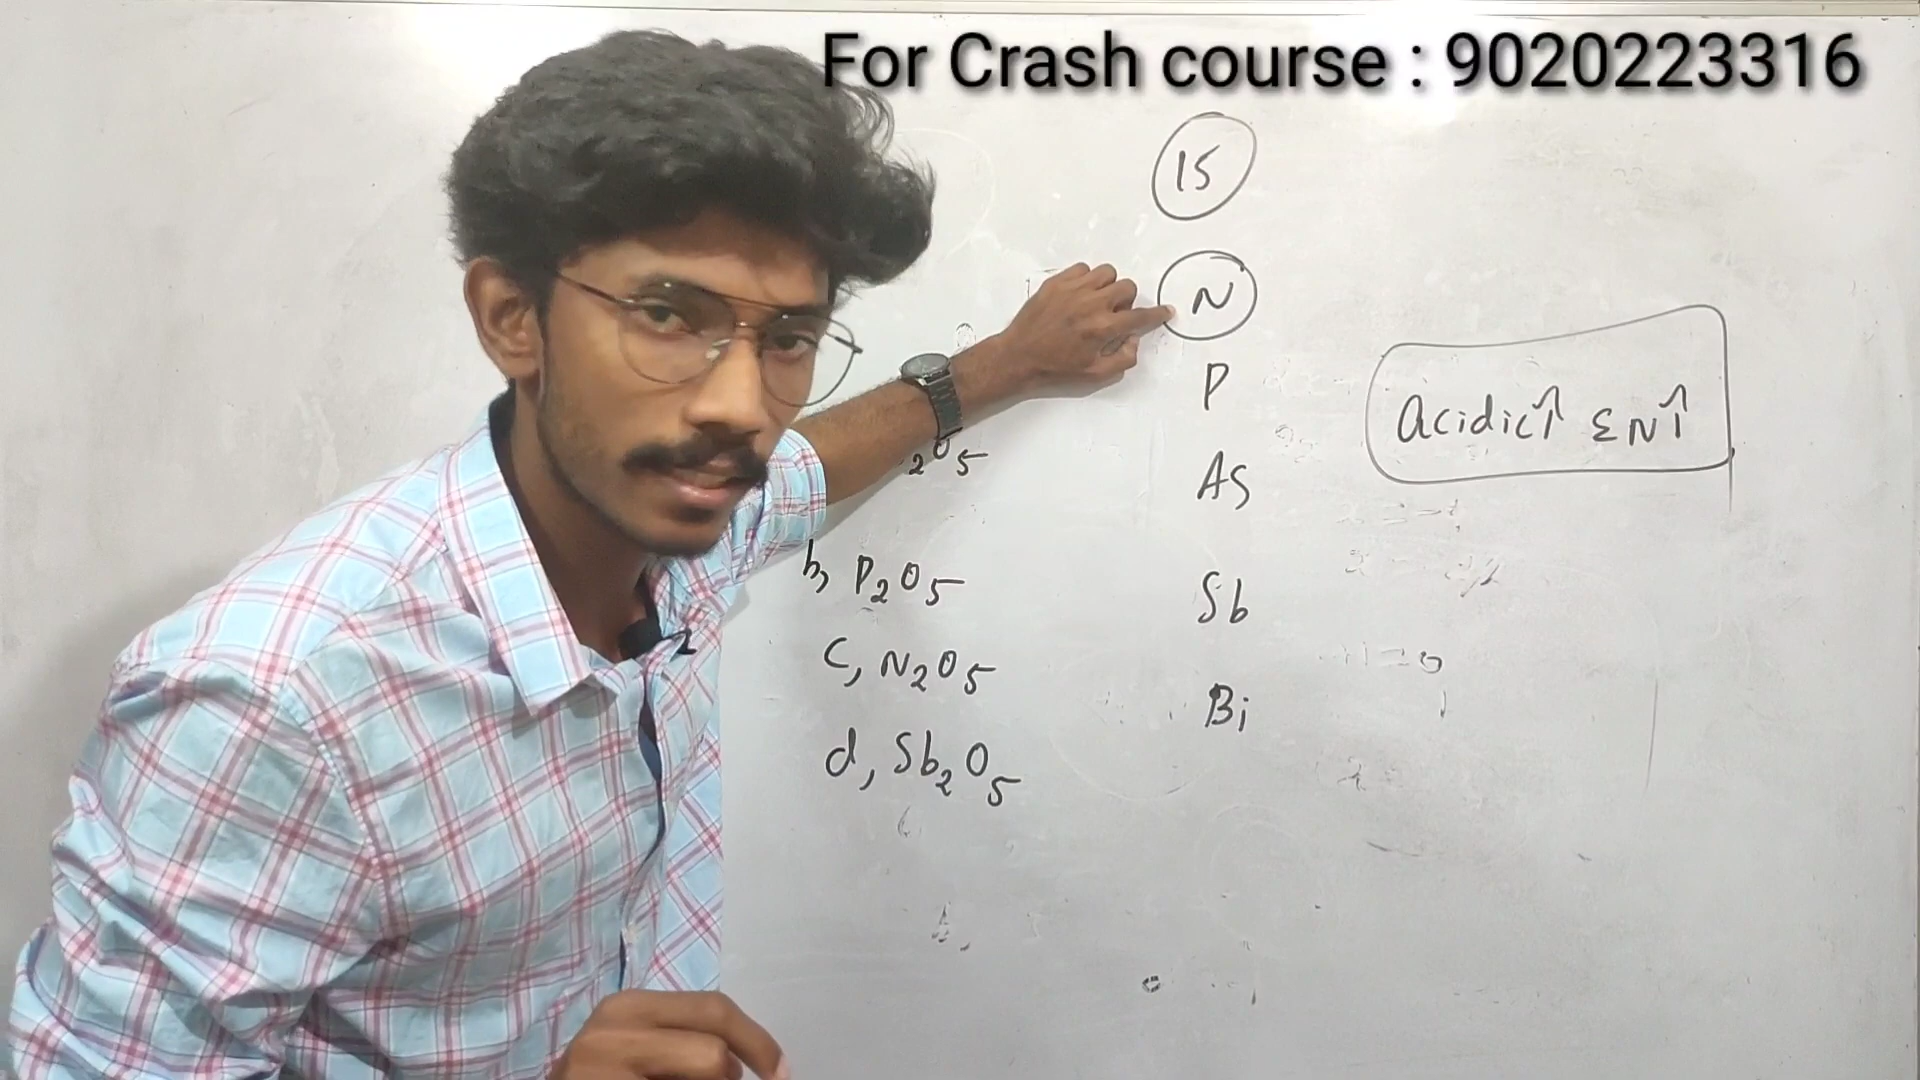 For Crash course : 9020223316
15
N
P
Acidic↑ EN↑
As
2O5
b, P2O5
Sb
C, N2O5
Bi
d, Sb2O5